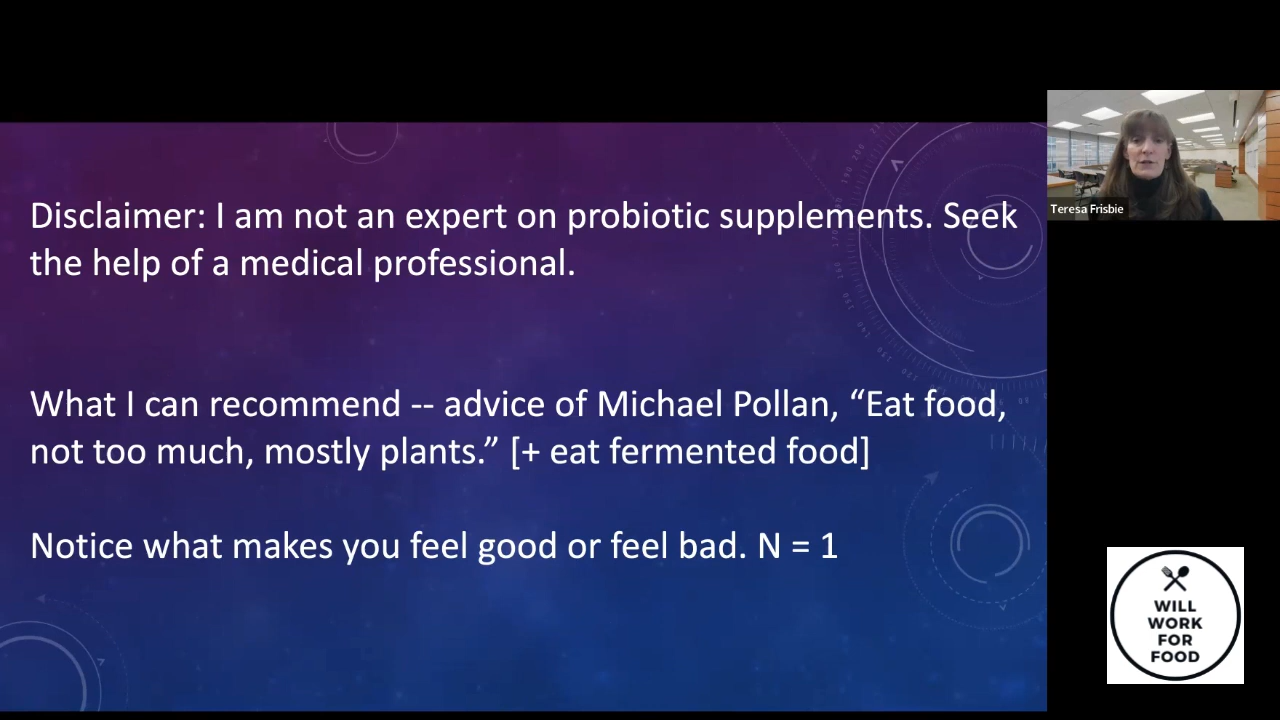 Disclaimer: I am not an expert on probiotic supplements. Seek
the help of a medical professional.
What I can recommend -- advice of Michael Pollan, “Eat food,
not too much, mostly plants.” [+ eat fermented food]
Notice what makes you feel good or feel bad. N = 1
Teresa Frisbie
WILL
WORK
FOR
FOOD